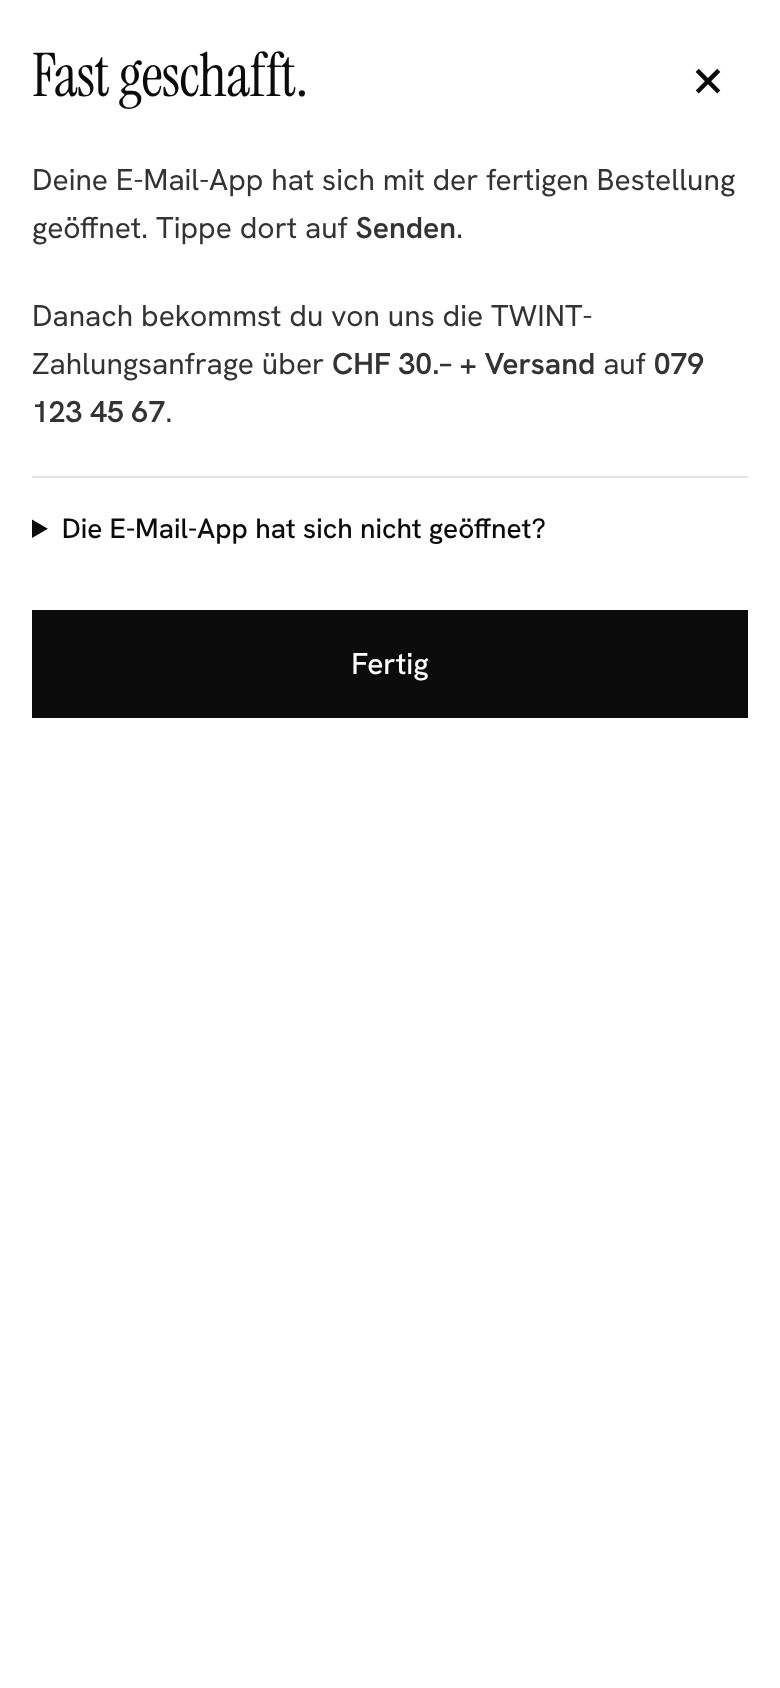 Fast geschafft.
Deine E-Mail-App hat sich mit der fertigen Bestellung
geöffnet. Tippe dort auf Senden.
Danach bekommst du von uns die TWINT-
Zahlungsanfrage über CHF 30.– + Versand auf 079
123 45 67.
Die E-Mail-App hat sich nicht geöffnet?
Fertig